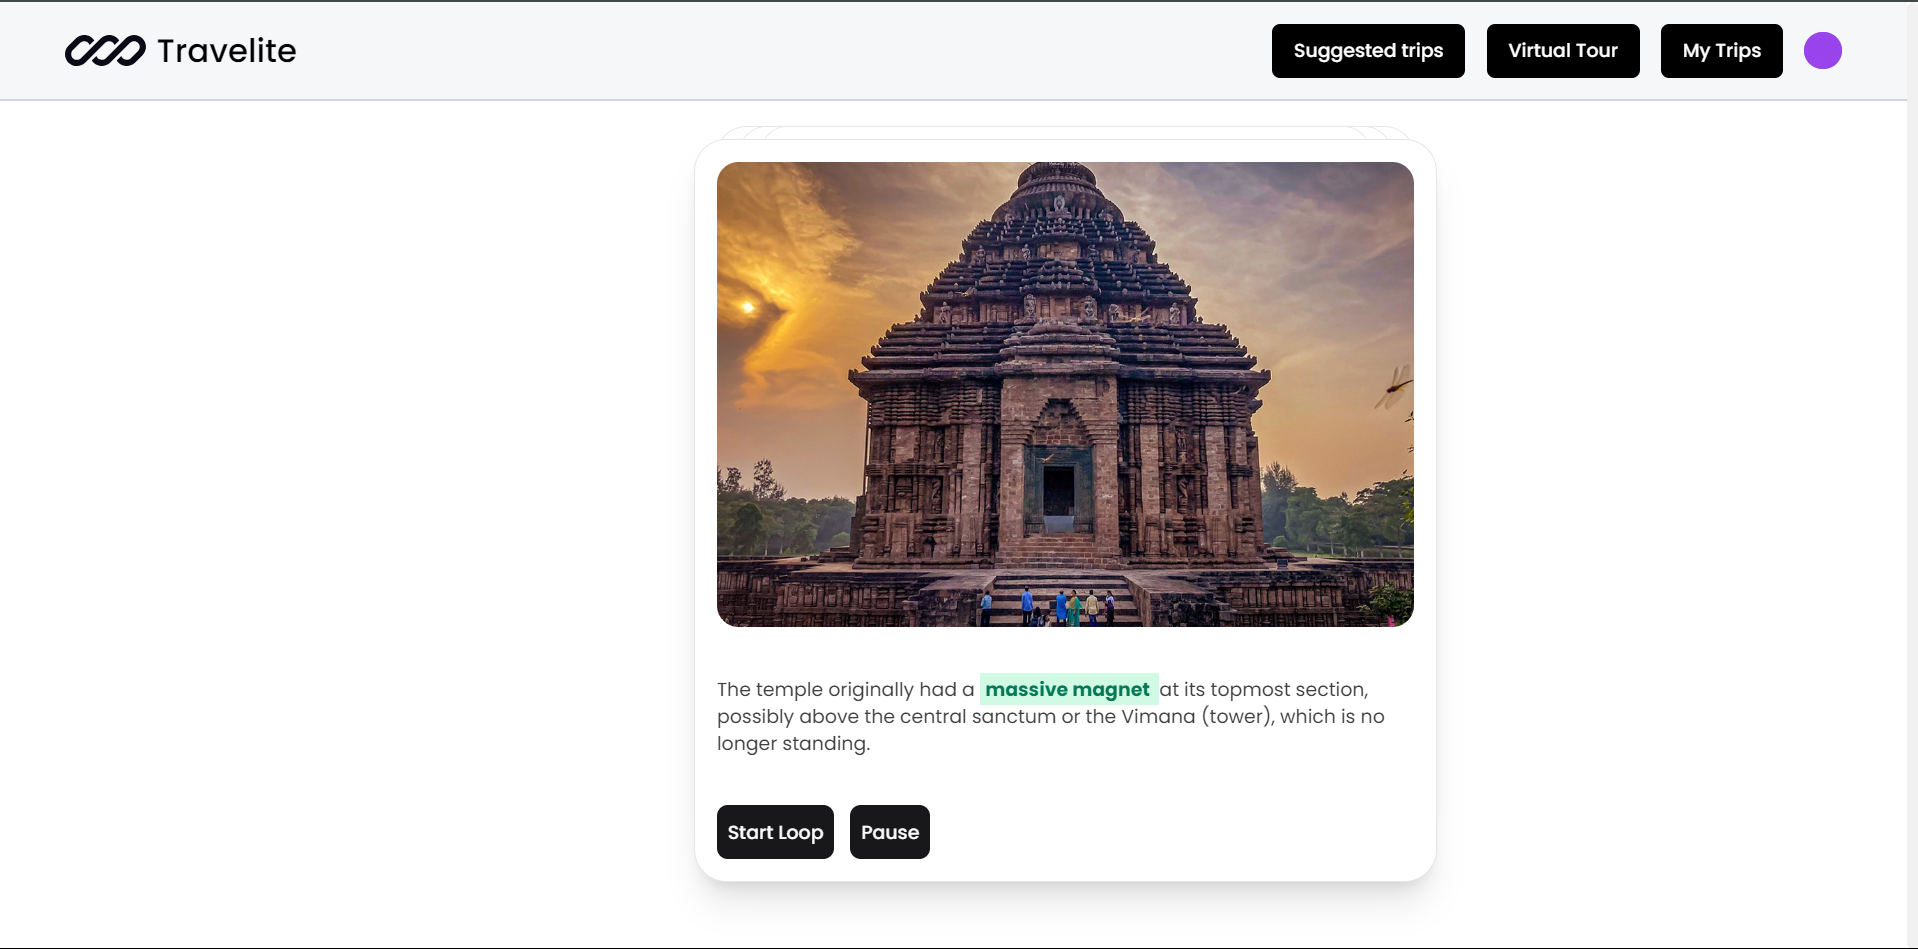 Travelite
Suggested trips
Virtual Tour
My Trips
The temple originally had a massive magnet at its topmost section,
possibly above the central sanctum or the Vimana (tower), which is no
longer standing.
Start Loop
Pause